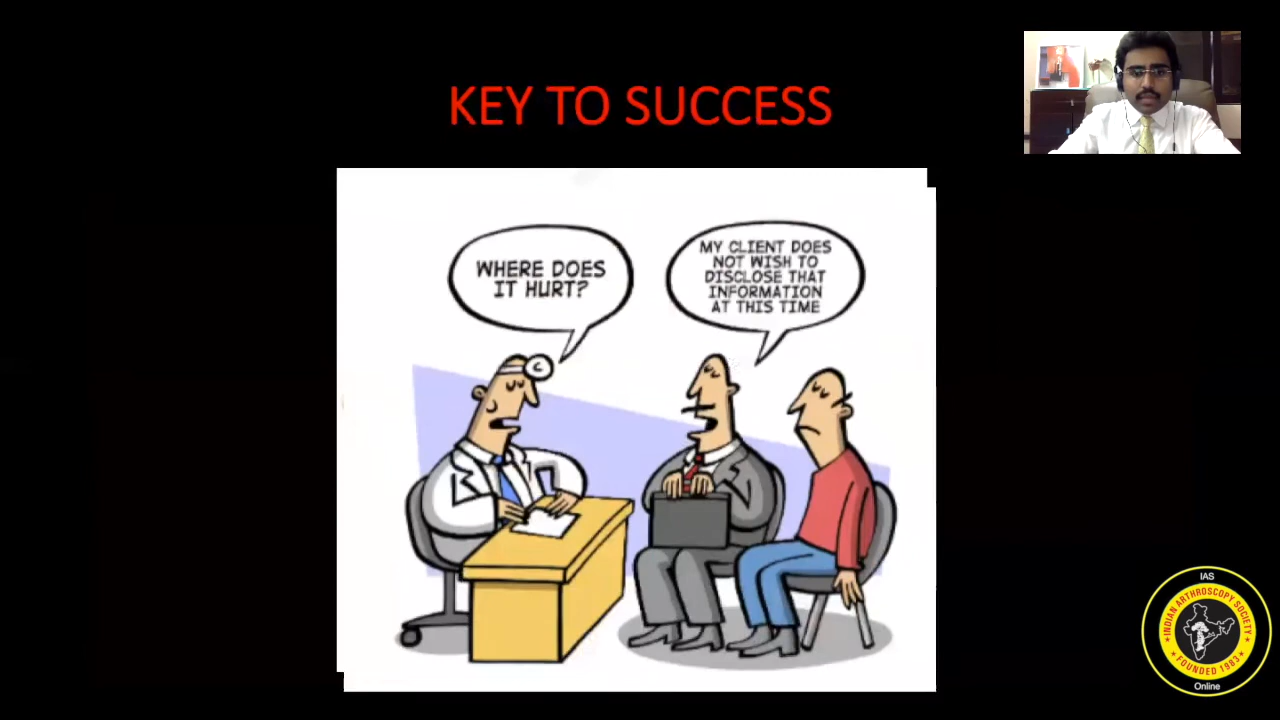 KEY TO SUCCESS
WHERE DOES
IT HURT?
MY CLIENT DOES
NOT WISH TO
DISCLOSE THAT
INFORMATION
AT THIS TIME
IAS
INDIAN ARTHROSCOPY SOCIETY
FOUNDED 1983
Online